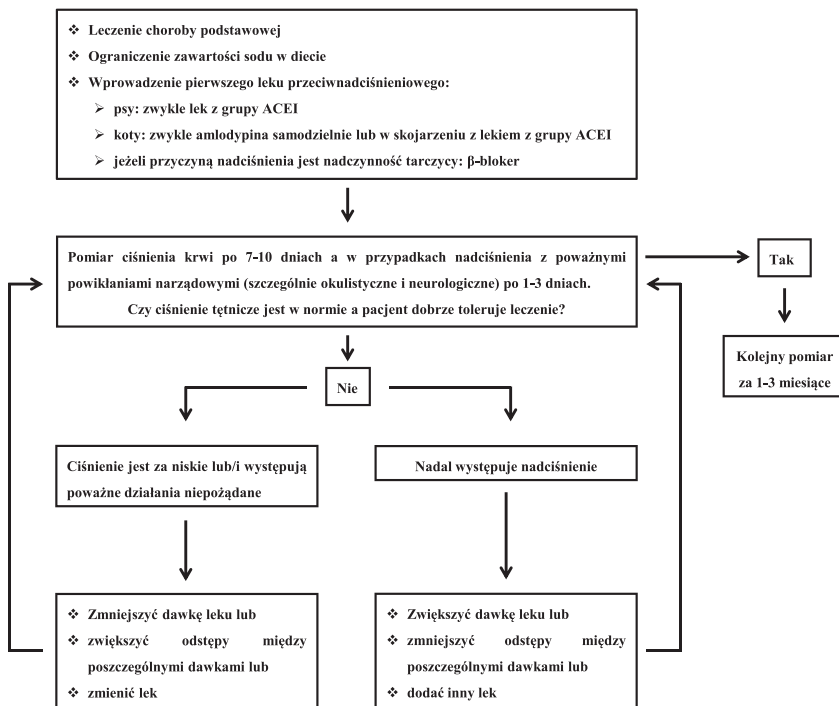 ❖ Leczenie choroby podstawowej
❖ Ograniczenie zawartości sodu w diecie
❖ Wprowadzenie pierwszego leku przeciwnadciśnieniowego:
➢ psy: zwykle lek z grupy ACEI
➢ koty: zwykle amlodypina samodzielnie lub w skojarzeniu z lekiem z grupy ACEI
➢ jeżeli przyczyną nadciśnienia jest nadczynność tarczycy: β-bloker
Pomiar ciśnienia krwi po 7-10 dniach a w przypadkach nadciśnienia z poważnymi
powikłaniami narządowymi (szczególnie okulistyczne i neurologiczne) po 1-3 dniach.
Czy ciśnienie tętnicze jest w normie a pacjent dobrze toleruje leczenie?
Tak
Kolejny pomiar
za 1-3 miesiące
Nie
Ciśnienie jest za niskie lub/i występują
poważne działania niepożądane
Nadal występuje nadciśnienie
❖ Zmniejszyć dawkę leku lub
❖ zwiększyć odstępy między
poszczególnymi dawkami lub
❖ zmienić lek
❖ Zwiększyć dawkę leku lub
❖ zmniejszyć odstępy między
poszczególnymi dawkami lub
❖ dodać inny lek